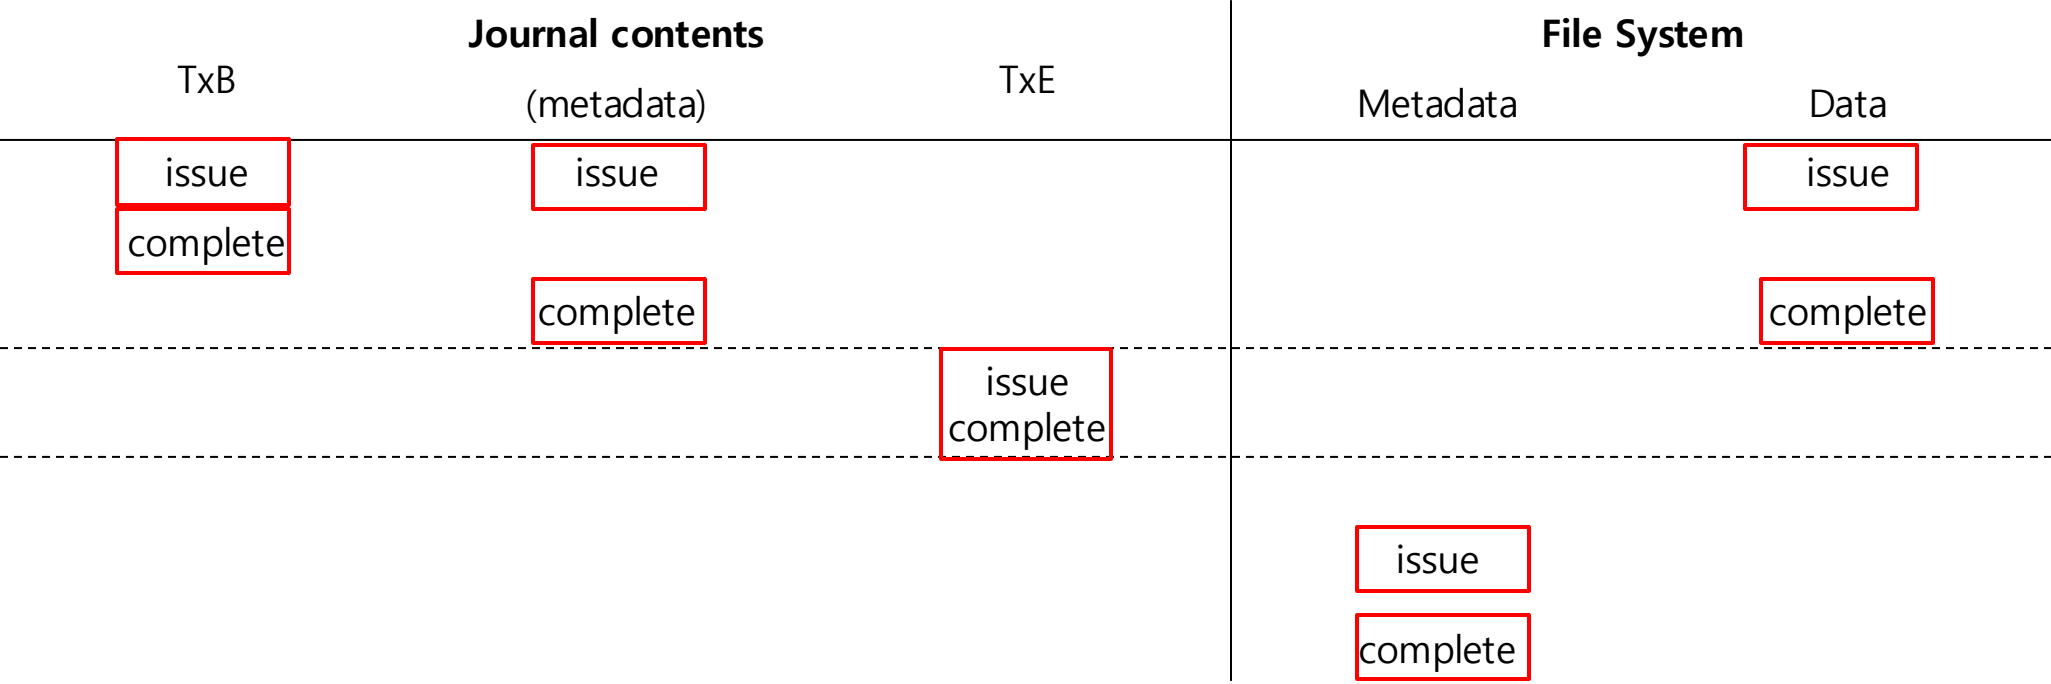 Journal contents File System
TxB TxE
(metadata) Metadata Data
issue issue issue
complete
complete complete
issue
complete
issue
complete